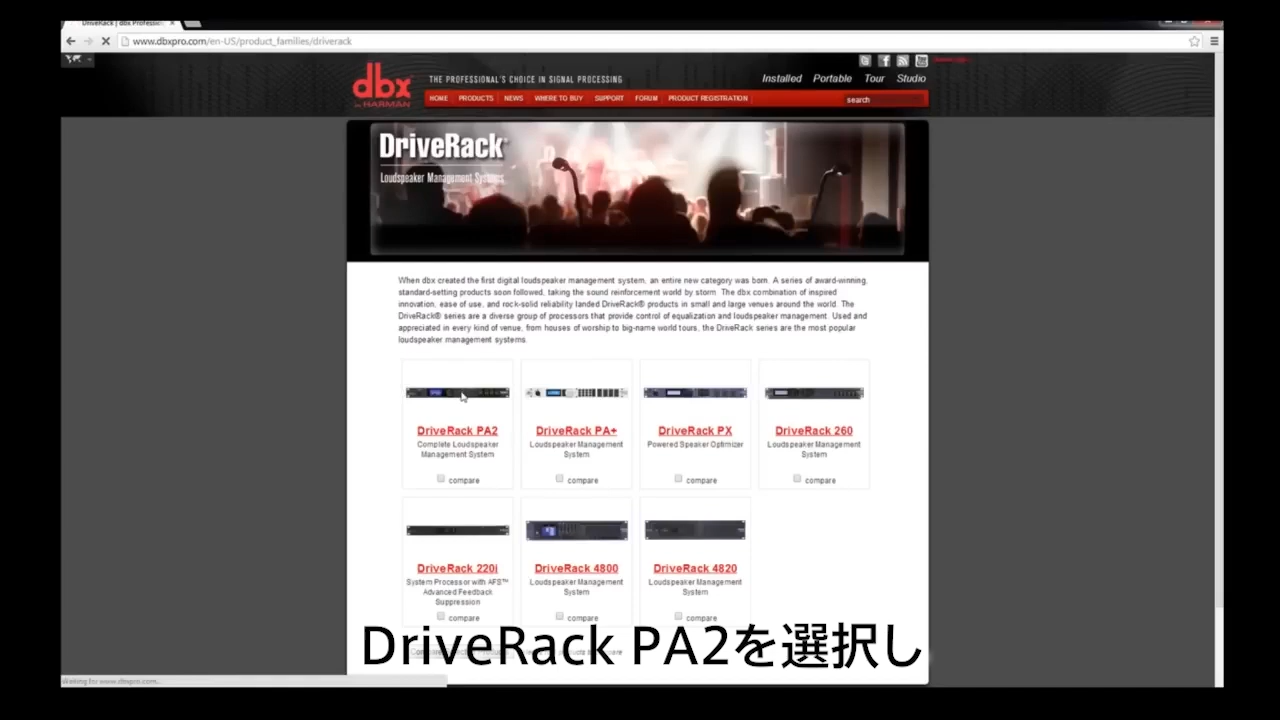 DriveRack | dbx Professio
www.dbxpro.com/en-US/product_families/driverack
dbx
by HARMAN
THE PROFESSIONAL'S CHOICE IN SIGNAL PROCESSING
Installed Portable Tour Studio
HOME PRODUCTS NEWS WHERE TO BUY SUPPORT FORUM PRODUCT REGISTRATION
search
DriveRack®
Loudspeaker Management Systems
When dbx created the first digital loudspeaker management system, an entire new category was born. A series of award-winning,
standard-setting products soon followed, taking the sound reinforcement world by storm. The dbx combination of inspired
innovation, ease of use, and rock-solid reliability landed DriveRack® products in small and large venues around the world. The
DriveRack® series are a diverse group of processors that provide control of equalization and loudspeaker management. Used and
appreciated in every kind of venue, from houses of worship to big-name world tours, the DriveRack series are the most popular
loudspeaker management systems.
DriveRack PA2
Complete Loudspeaker
Management System
compare
DriveRack PA+
Loudspeaker Management
System
compare
DriveRack PX
Powered Speaker Optimizer
compare
DriveRack 260
Loudspeaker Management
System
compare
DriveRack 220i
System Processor with AFS™
Advanced Feedback
Suppression
compare
DriveRack 4800
Loudspeaker Management
System
compare
DriveRack 4820
Loudspeaker Management
System
compare
DriveRack PA2を選択し
for www.dbxpro.com...